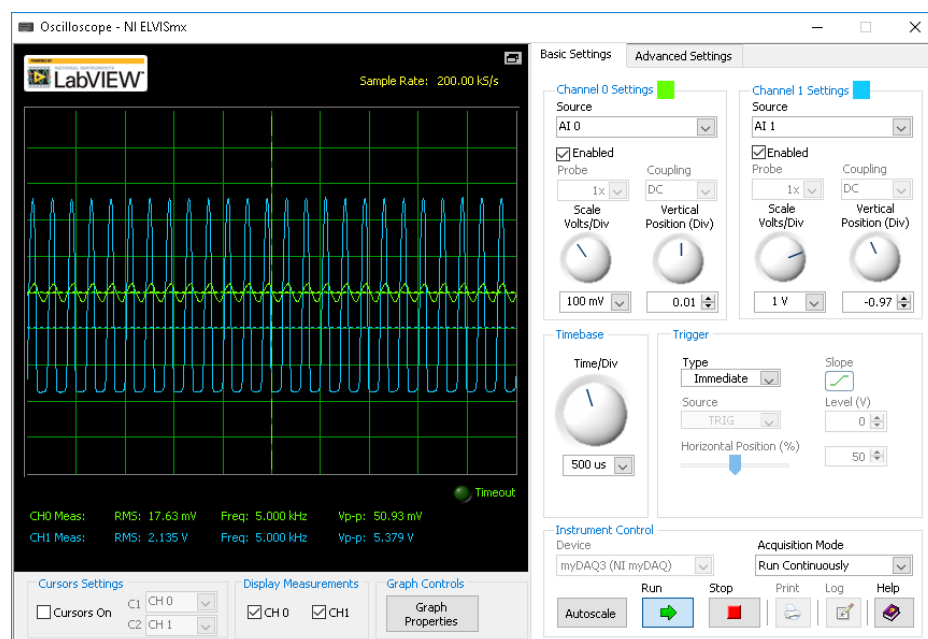 Oscilloscope - NI ELVISmx
POWERED BY
NATIONAL INSTRUMENTS
LabVIEW™
Sample Rate: 200.00 kS/s
Timeout
CH0 Meas: RMS: 17.63 mV Freq: 5.000 kHz Vp-p: 50.93 mV
CH1 Meas: RMS: 2.135 V Freq: 5.000 kHz Vp-p: 5.379 V
Cursors Settings
Cursors On
C1 CH 0
C2 CH 1
Display Measurements
CH 0 CH1
Graph Controls
Graph
Properties
Basic Settings Advanced Settings
Channel 0 Settings
Source
AI 0
Enabled
Probe Coupling
1x DC
Scale Vertical
Volts/Div Position (Div)
100 mV 0.01
Channel 1 Settings
Source
AI 1
Enabled
Probe Coupling
1x DC
Scale Vertical
Volts/Div Position (Div)
1 V -0.97
Timebase
Time/Div
500 us
Trigger
Type Slope
Immediate
Source Level (V)
TRIG 0
Horizontal Position (%)
50
Instrument Control
Device Acquisition Mode
myDAQ3 (NI myDAQ) Run Continuously
Run Stop Print Log Help
Autoscale